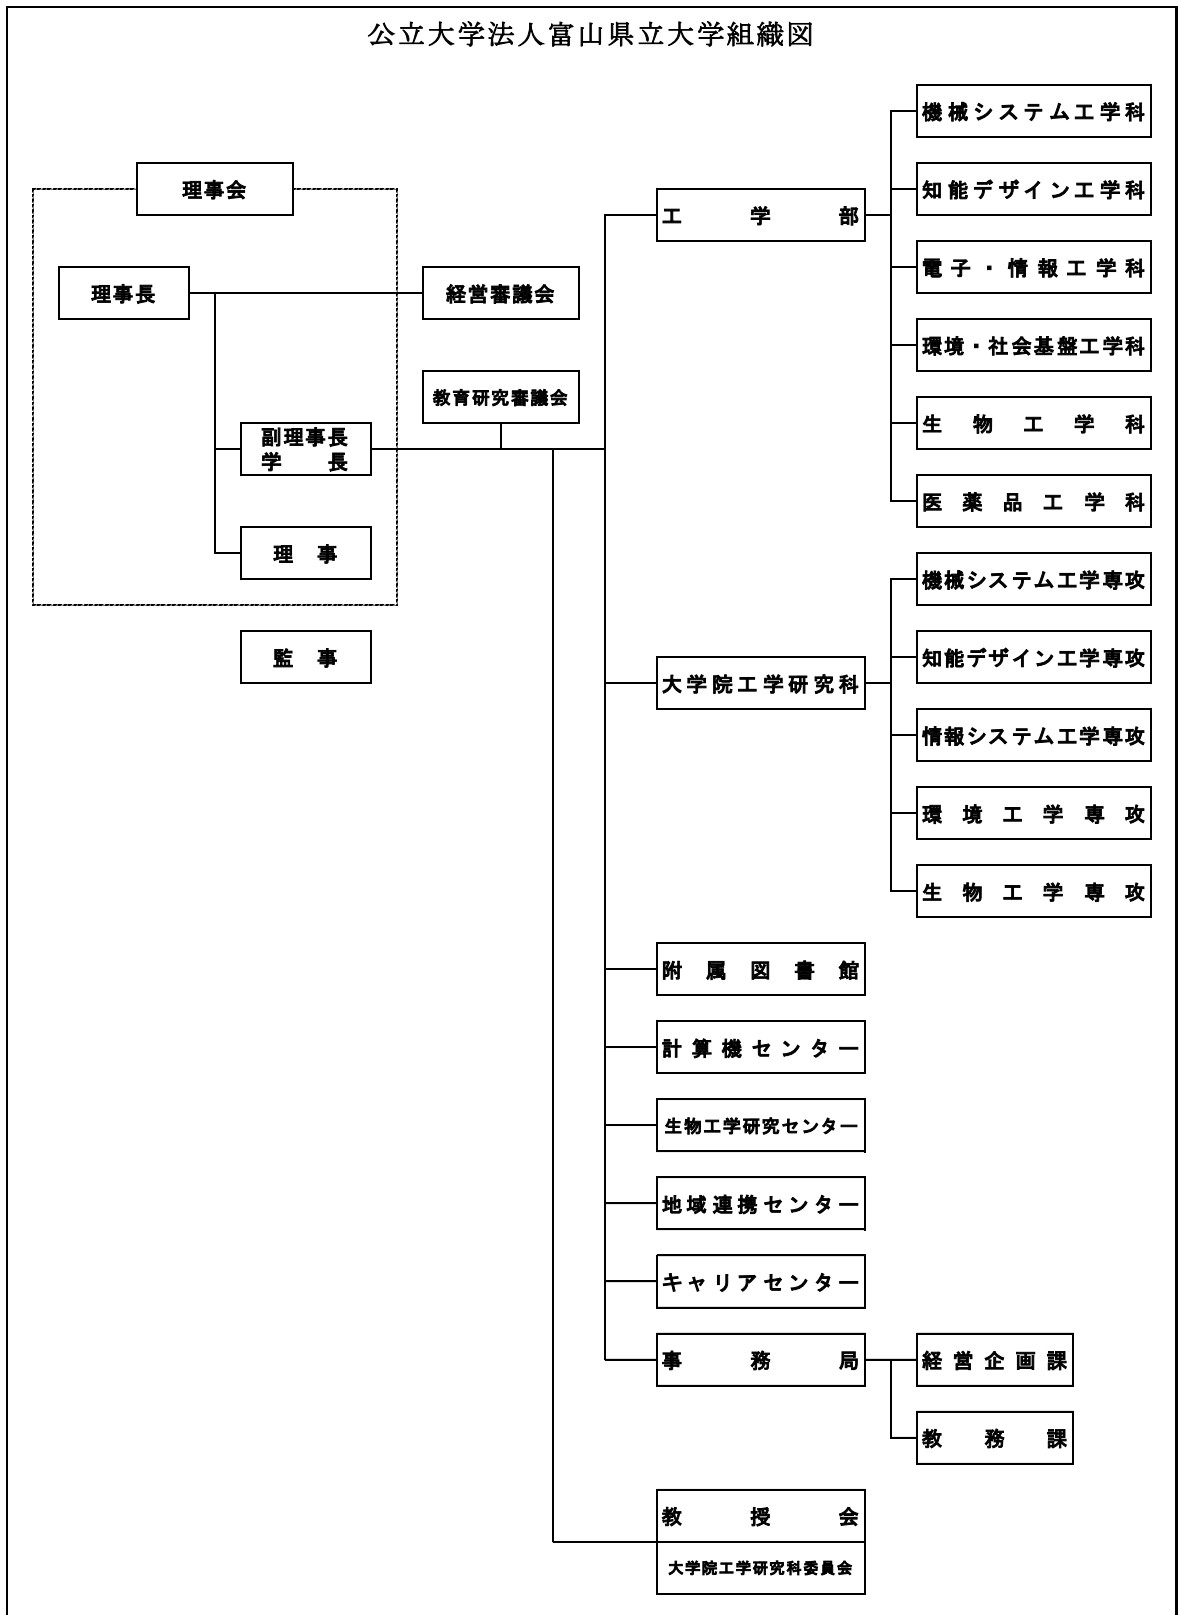 公立大学法人富山県立大学組織図
理事会
理事長
経営審議会
教育研究審議会
副理事長
学長
理事
監事
工学部
機械システム工学科
知能デザイン工学科
電子・情報工学科
環境・社会基盤工学科
生物工学科
医薬品工学科
大学院工学研究科
機械システム工学専攻
知能デザイン工学専攻
情報システム工学専攻
環境工学専攻
生物工学専攻
附属図書館
計算機センター
生物工学研究センター
地域連携センター
キャリアセンター
事務局
経営企画課
教務課
教授会
大学院工学研究科委員会